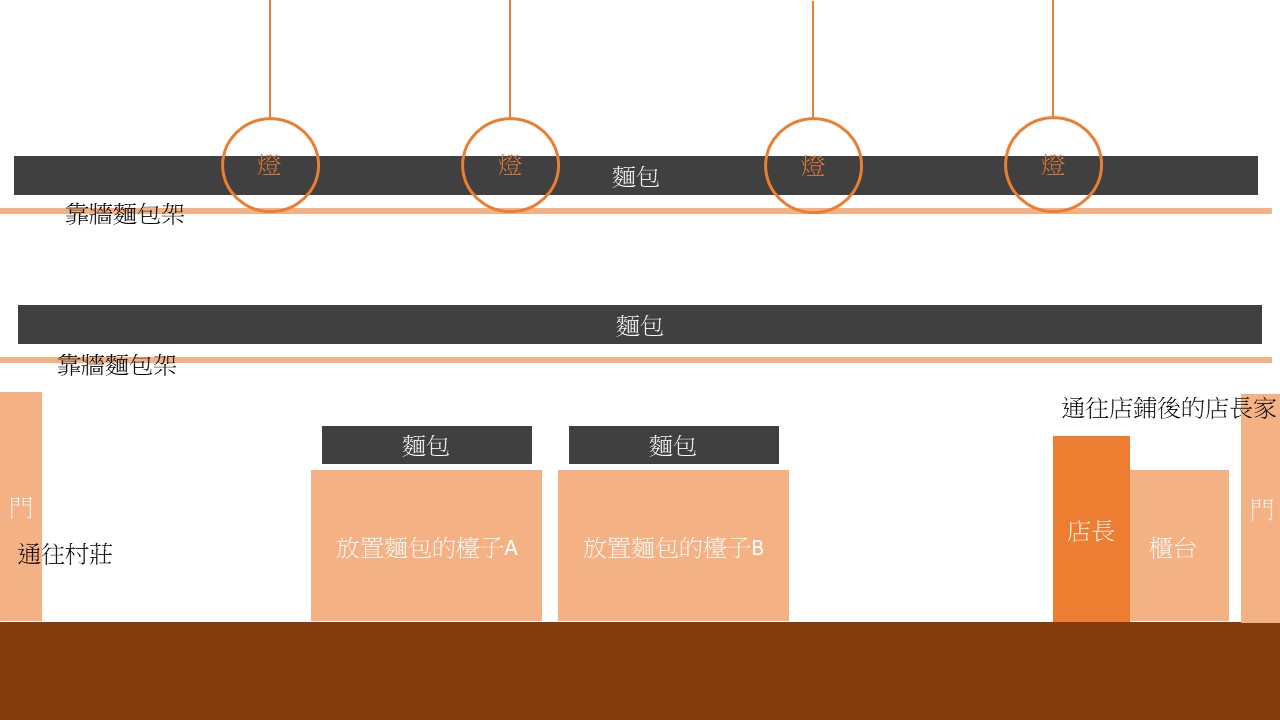 燈
燈
燈
燈
麵包
靠牆麵包架
麵包
靠牆麵包架
通往店鋪後的店長家
麵包
麵包
門
門
店長
放置麵包的檯子A
放置麵包的檯子B
櫃台
通往村莊